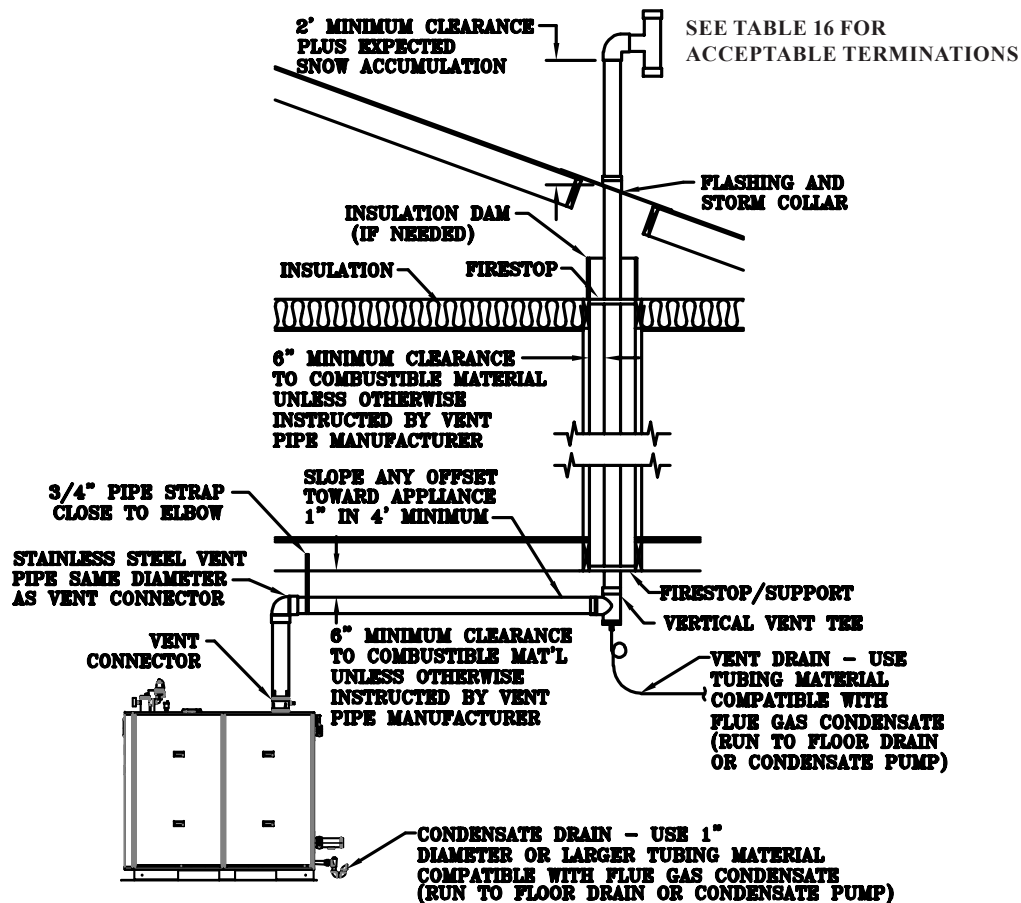 2' MINIMUM CLEARANCE
PLUS EXPECTED
SNOW ACCUMULATION
SEE TABLE 16 FOR
ACCEPTABLE TERMINATIONS
FLASHING AND
STORM COLLAR
INSULATION DAM
(IF NEEDED)
INSULATION
FIRESTOP
6" MINIMUM CLEARANCE
TO COMBUSTIBLE MATERIAL
UNLESS OTHERWISE
INSTRUCTED BY VENT
PIPE MANUFACTURER
SLOPE ANY OFFSET
TOWARD APPLIANCE
1" IN 4' MINIMUM
3/4" PIPE STRAP
CLOSE TO ELBOW
STAINLESS STEEL VENT
PIPE SAME DIAMETER
AS VENT CONNECTOR
FIRESTOP/SUPPORT
VERTICAL VENT TEE
VENT
CONNECTOR
6" MINIMUM CLEARANCE
TO COMBUSTIBLE MAT'L
UNLESS OTHERWISE
INSTRUCTED BY VENT
PIPE MANUFACTURER
VENT DRAIN - USE
TUBING MATERIAL
COMPATIBLE WITH
FLUE GAS CONDENSATE
(RUN TO FLOOR DRAIN
OR CONDENSATE PUMP)
CONDENSATE DRAIN - USE 1"
DIAMETER OR LARGER TUBING MATERIAL
COMPATIBLE WITH FLUE GAS CONDENSATE
(RUN TO FLOOR DRAIN OR CONDENSATE PUMP)